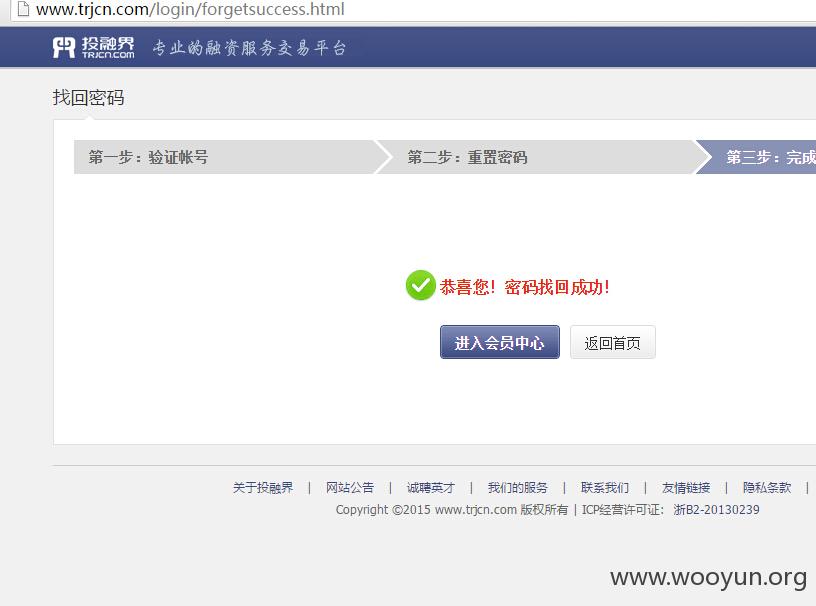 www.trjcn.com/login/forgetsuccess.html
投融界 专业的融资服务交易平台
TRJCN.COM
找回密码
第一步：验证帐号 第二步：重置密码 第三步：完成
恭喜您！密码找回成功！
进入会员中心 返回首页
关于投融界 | 网站公告 | 诚聘英才 | 我们的服务 | 联系我们 | 友情链接 | 隐私条款 |
Copyright ©2015 www.trjcn.com 版权所有 | ICP经营许可证： 浙B2-20130239
www.wooyun.org